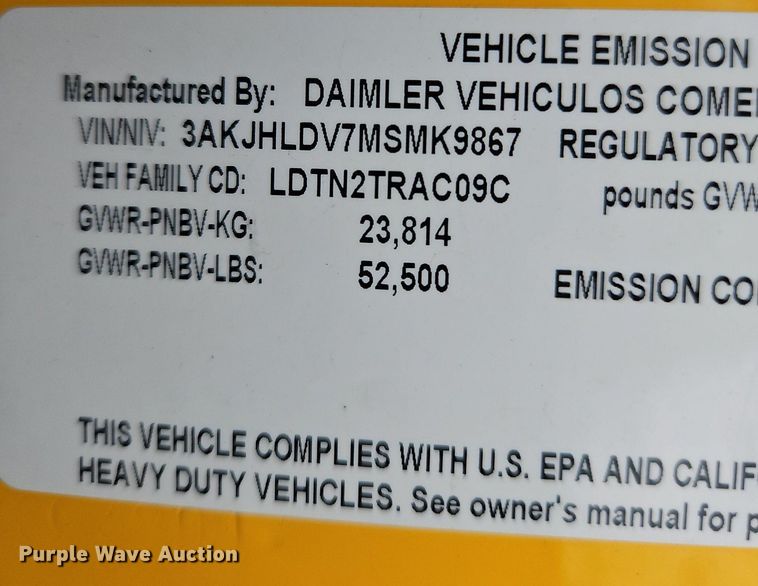 VEHICLE EMISSION
Manufactured By: DAIMLER VEHICULOS
VIN/NIV: 3AKJHLDV7MSMK9867 REGULATORY
VEH FAMILY CD: LDTN2TRAC09C pounds
GVWR-PNBV-KG: 23,814
GVWR-PNBV-LBS: 52,500 EMISSION
THIS VEHICLE COMPLIES WITH U.S. EPA AND
HEAVY DUTY VEHICLES. See owner's manual for
Purple Wave Auction